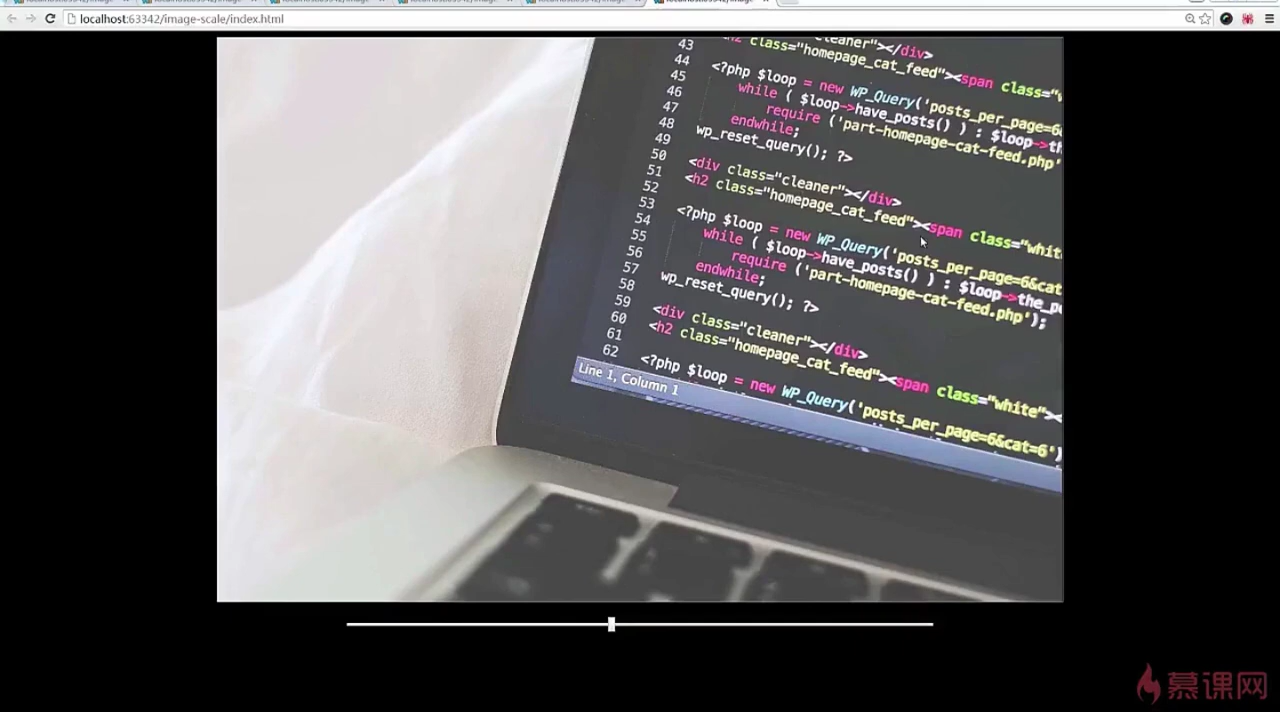 localhost:63342/image-scale/index.html
43 <h2 class="cleaner"></div>
44 class="homepage_cat_feed"><span class="w
45 <?php $loop = new WP_Query('posts_per_page=6&
46 while ( $loop->have_posts() ) : $loop->th
47 require ('part-homepage-cat-feed.php'
48 endwhile;
49 wp_reset_query(); ?>
50
51 <div class="cleaner"></div>
52 <h2 class="homepage_cat_feed"><span class="whit
53
54 <?php $loop = new WP_Query('posts_per_page=6&cat
55 while ( $loop->have_posts() ) : $loop->the_p
56 require ('part-homepage-cat-feed.php');
57 endwhile;
58 wp_reset_query(); ?>
59
60 <div class="cleaner"></div>
61 <h2 class="homepage_cat_feed"><span class="white"><
62 <?php $loop = new WP_Query('posts_per_page=6&cat=6')
Line 1, Column 1
慕课网